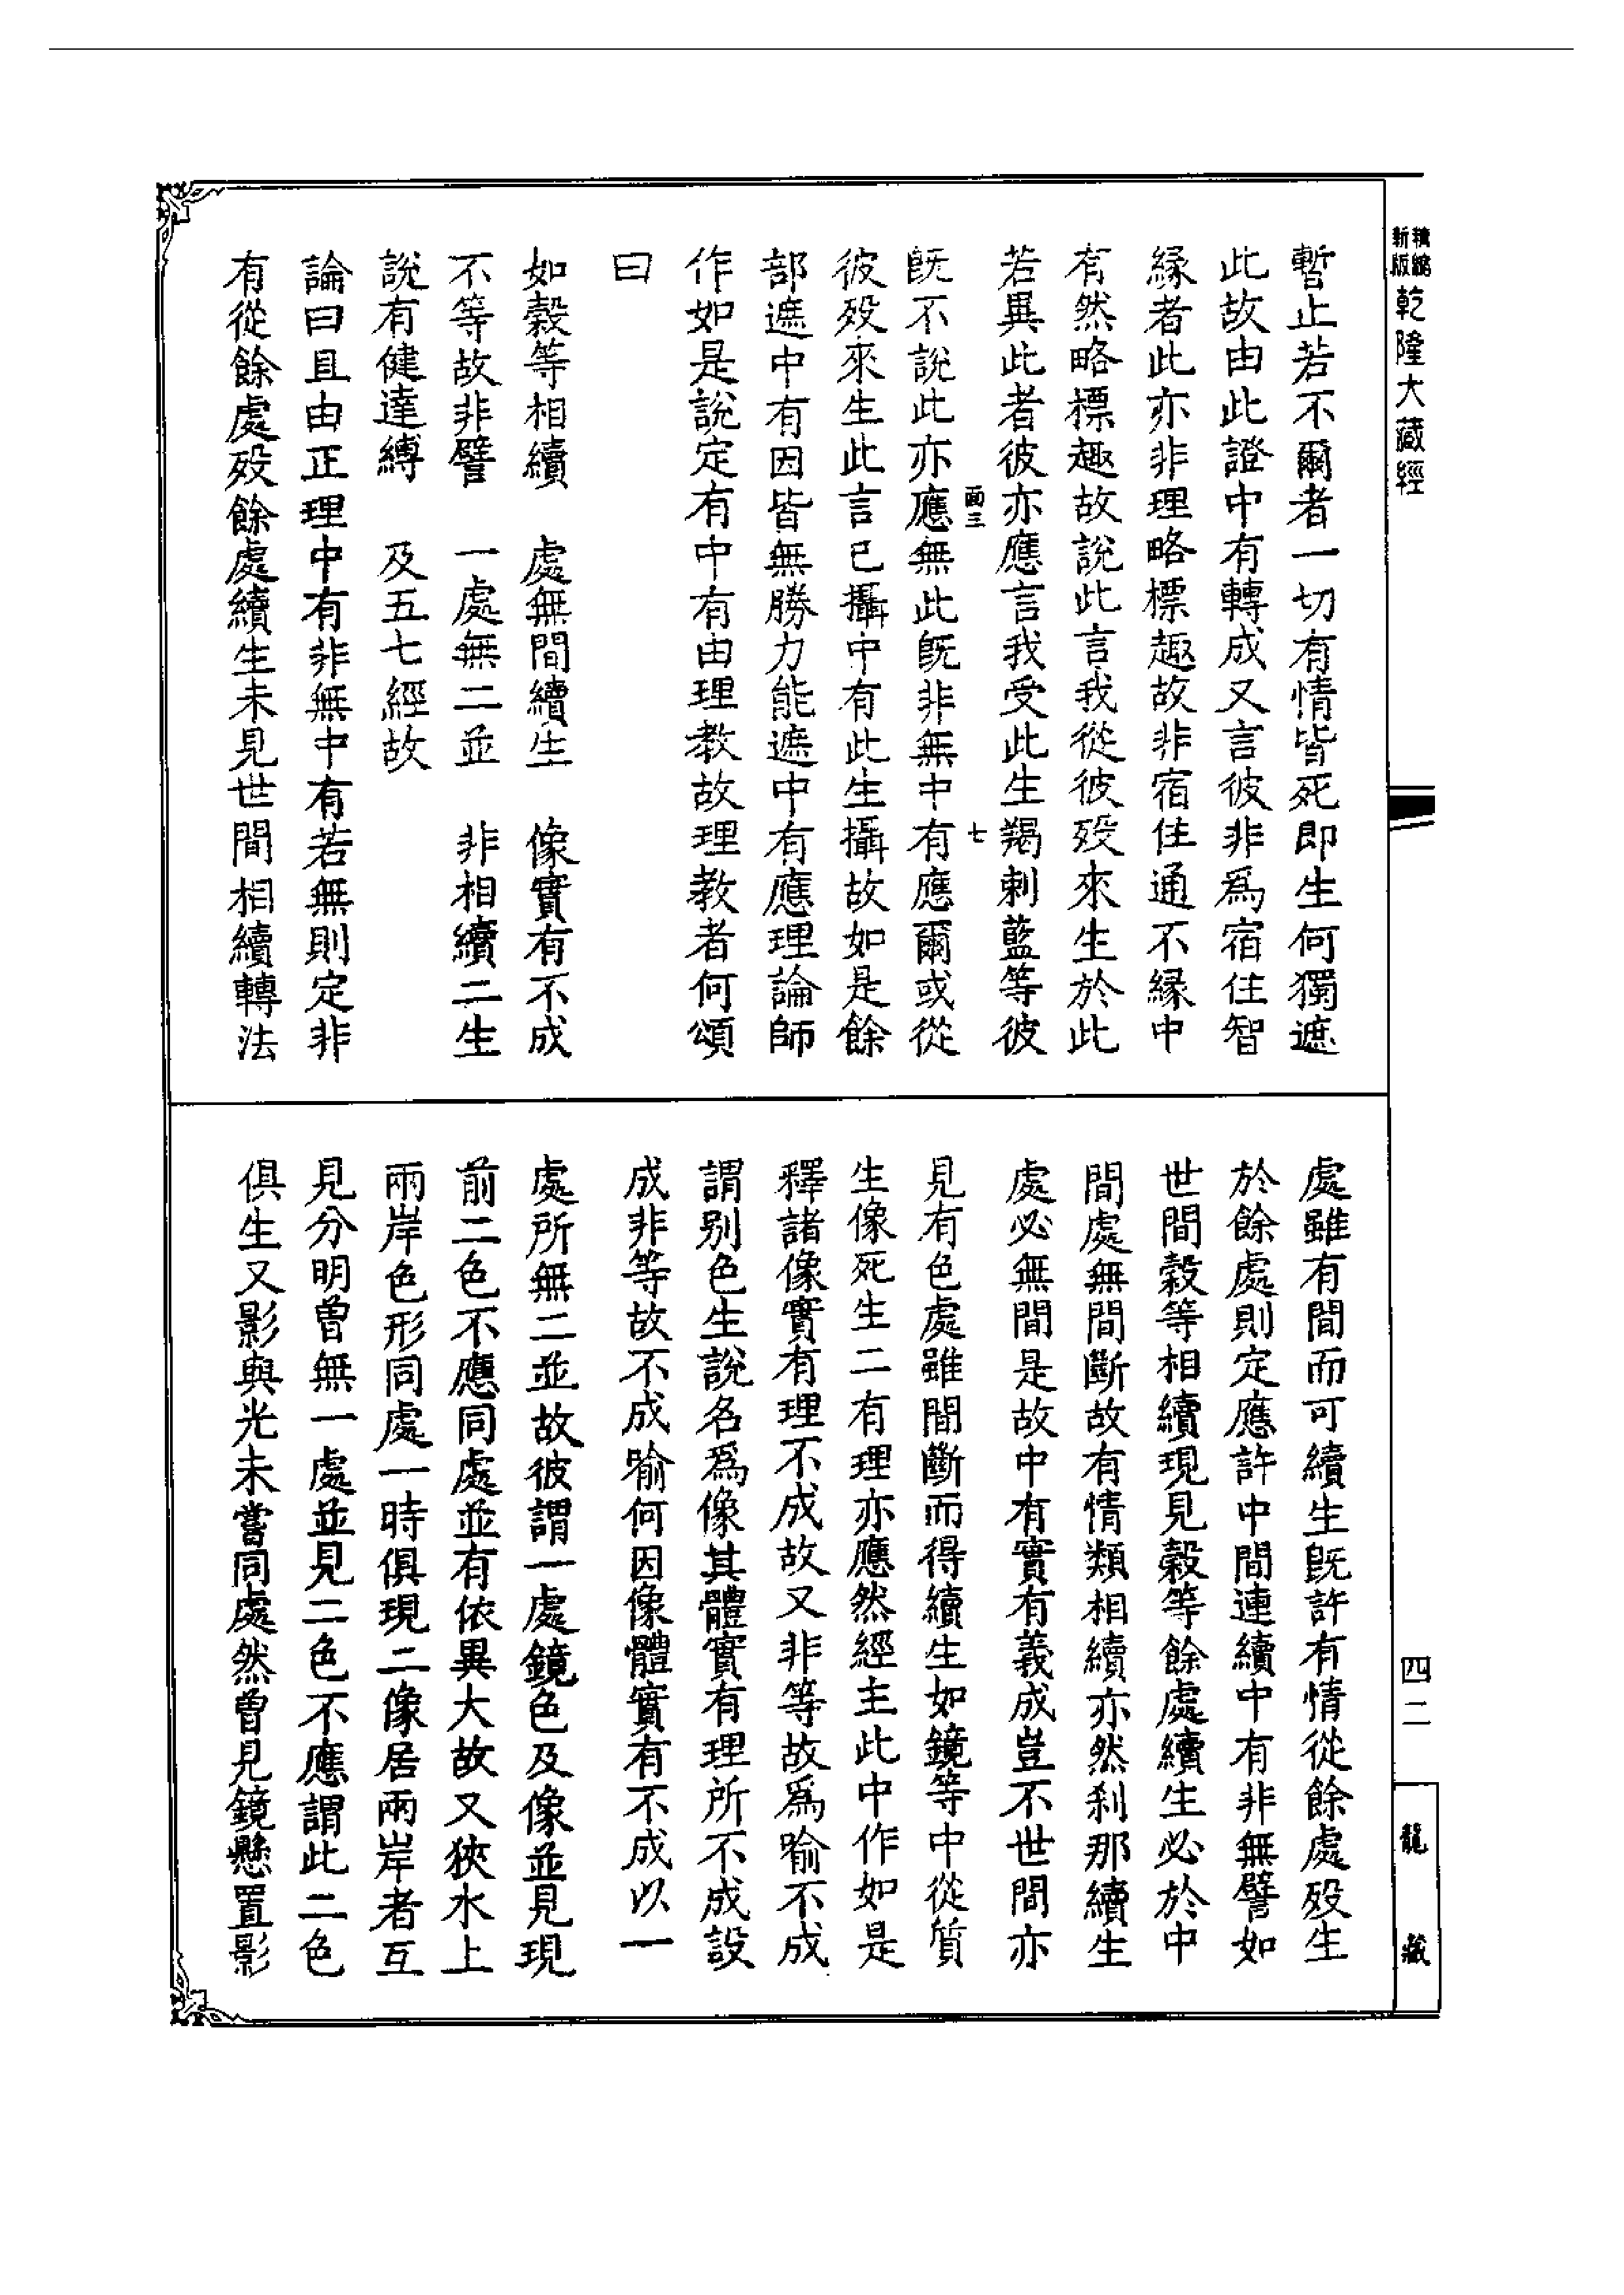 精編
新版
乾隆大藏經
暫止若不爾者一切有情皆死即生何獨遮
此故由此證中有轉成又言彼非爲宿住智
緣者此亦非理略標趣故非宿住通不緣中
有然略標趣故說此言我從彼歿來生於此
若異此者彼亦應言我受此生羯剌藍等彼
面三 七
旣不說此亦應無此旣非無中有應爾或從
彼歿來生此言已攝中有此生攝故如是餘
部遮中有因皆無勝力能遮中有應理論師
作如是說定有中有由理教故理教者何頌
曰
如穀等相續 處無間續生 像實有不成
不等故非譬 一處無二並 非相續二生
說有健達縛 及五七經故
論曰且由正理中有非無中有若無則定非
有從餘處歿餘處續生未見世間相續轉法
處雖有間而可續生旣許有情從餘處歿生
於餘處則定應許中間連續中有非無譬如
世間穀等相續現見穀等餘處續生必於中
間處無間斷故有情類相續亦然刹那續生
處必無間是故中有實有義成豈不世間亦
見有色處雖間斷而得續生如鏡等中從質
生像死生二有理亦應然經主此中作如是
釋諸像實有理不成故又非等故爲喻不成
謂別色生說名爲像其體實有理所不成設
成非等故不成喻何因像體實有不成以一
處所無二並故彼謂一處鏡色及像並見現
前二色不應同處並有依異大故又狹水上
兩岸色形同處一時俱現二像居兩岸者互
見分明曾無一處並見二色不應謂此二色
俱生又影與光未嘗同處然曾見鏡懸置影
四二
龍藏